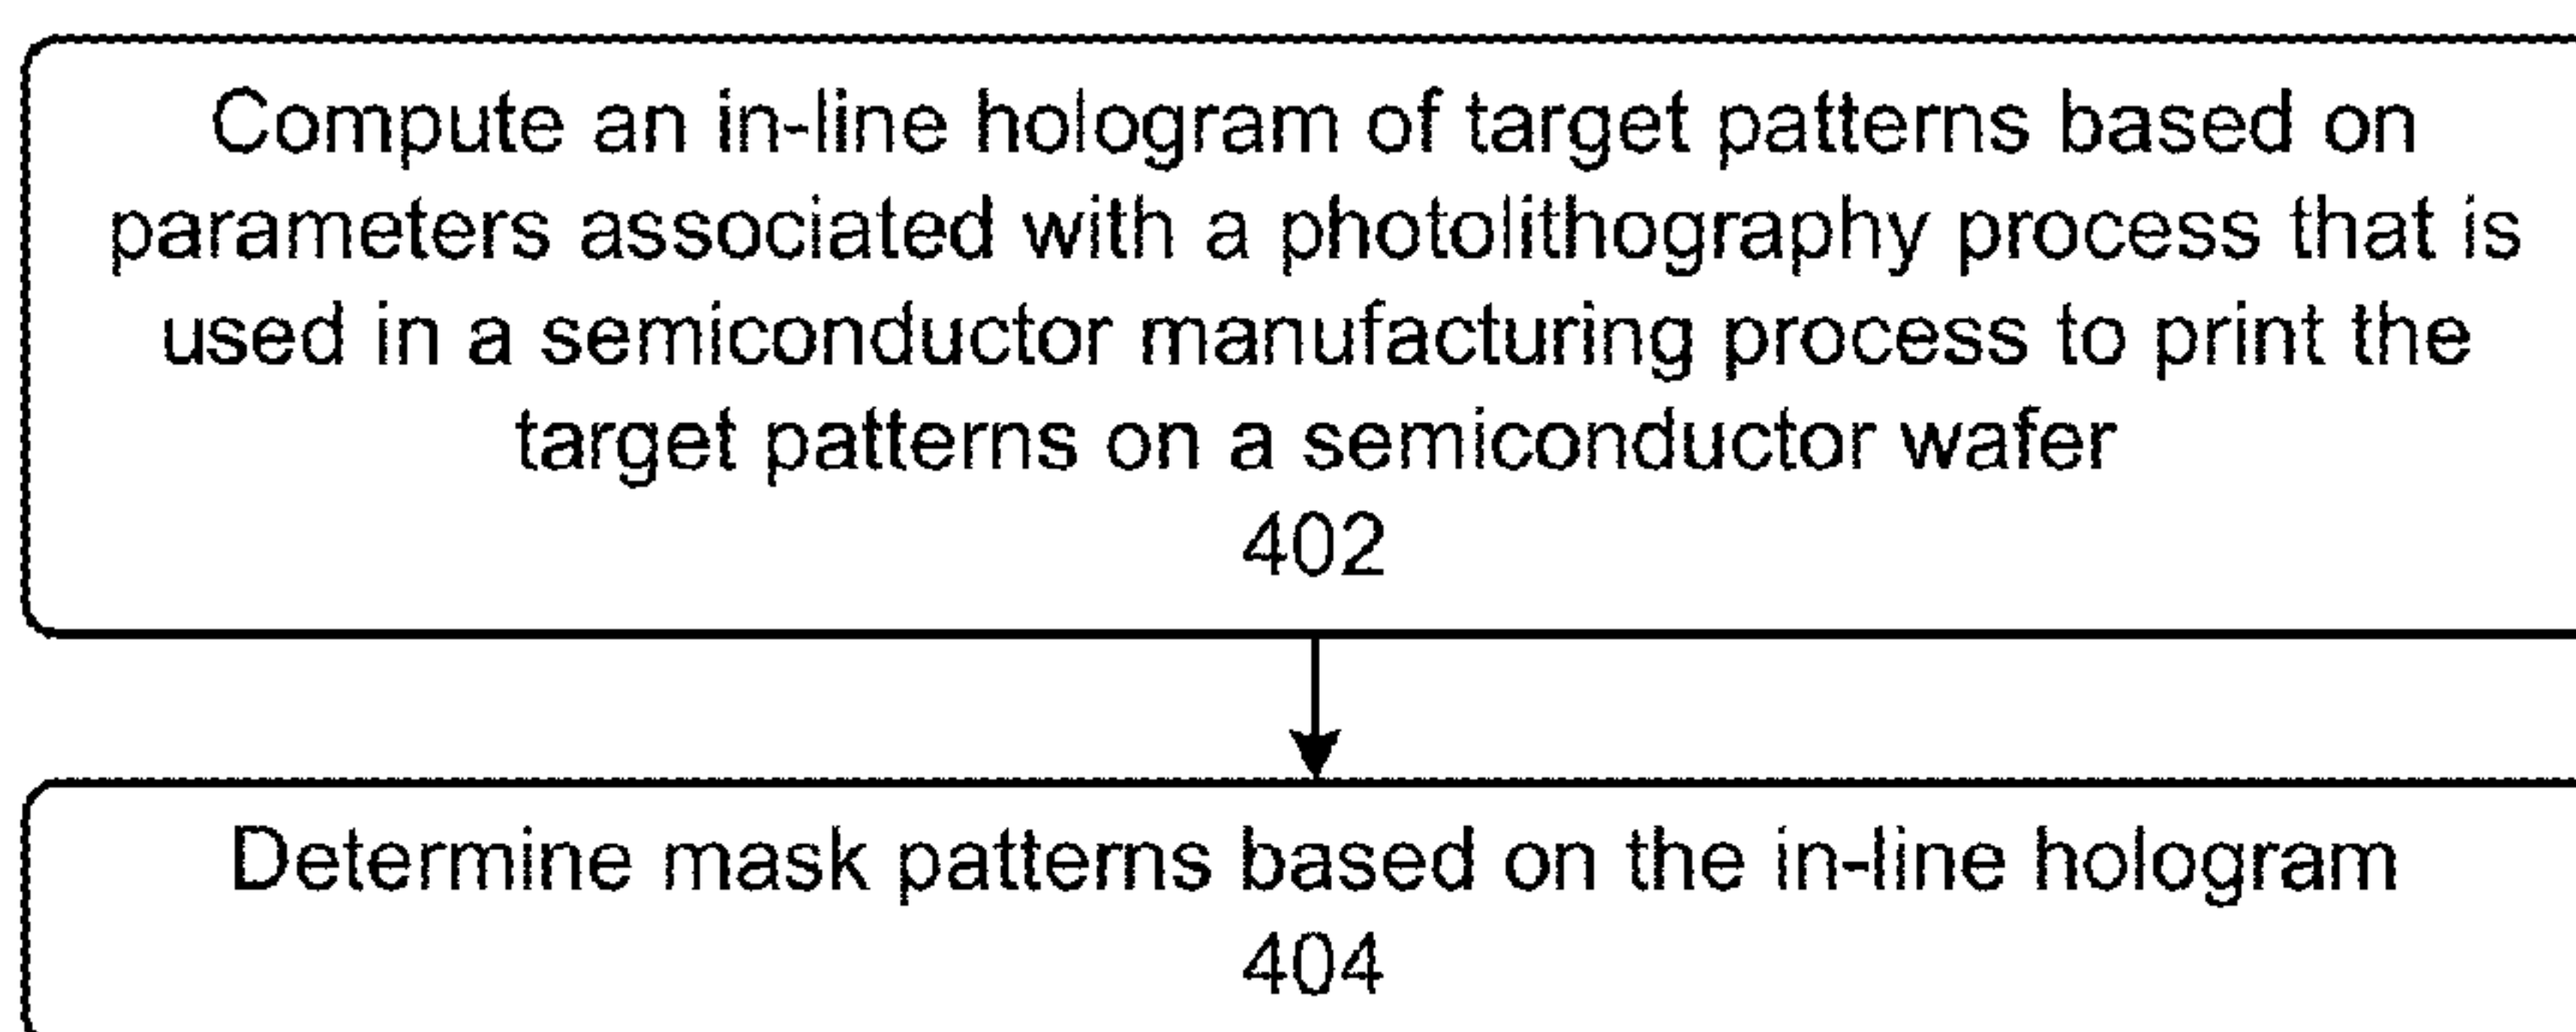 Compute an in-line hologram of target patterns based on
parameters associated with a photolithography process that is
used in a semiconductor manufacturing process to print the
target patterns on a semiconductor wafer
402
Determine mask patterns based on the in-line hologram
404